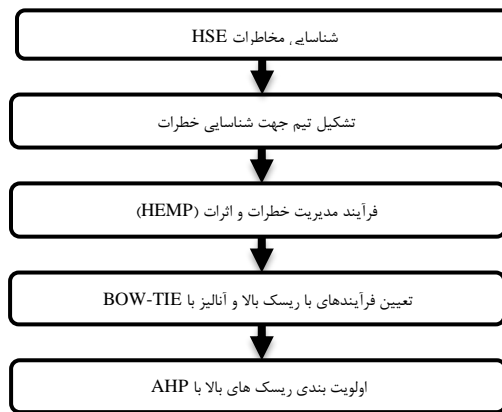 شناسایی مخاطرات HSE
تشکیل تیم جهت شناسایی خطرات
فرآیند مدیریت خطرات و اثرات (HEMP)
تعیین فرآیندهای با ریسک بالا و آنالیز با BOW-TIE
اولویت بندی ریسک های بالا با AHP